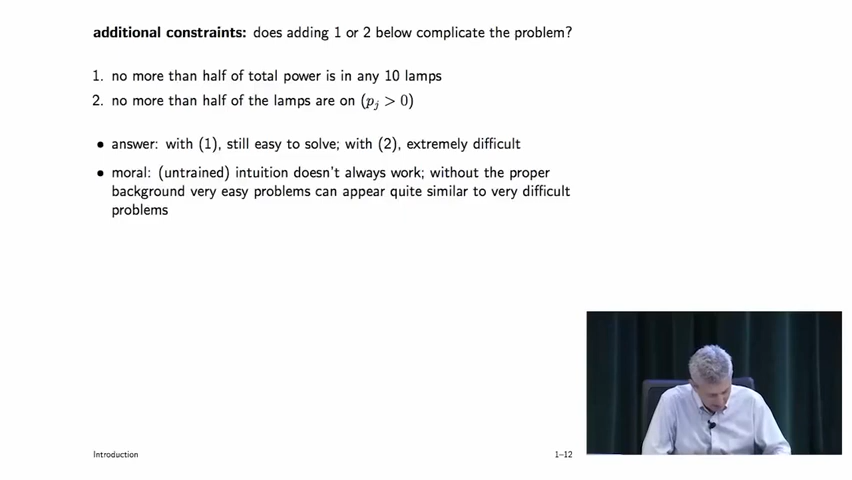 additional constraints: does adding 1 or 2 below complicate the problem?
1. no more than half of total power is in any 10 lamps
2. no more than half of the lamps are on (p_j > 0)
• answer: with (1), still easy to solve; with (2), extremely difficult
• moral: (untrained) intuition doesn't always work; without the proper
background very easy problems can appear quite similar to very difficult
problems
Introduction
1–12